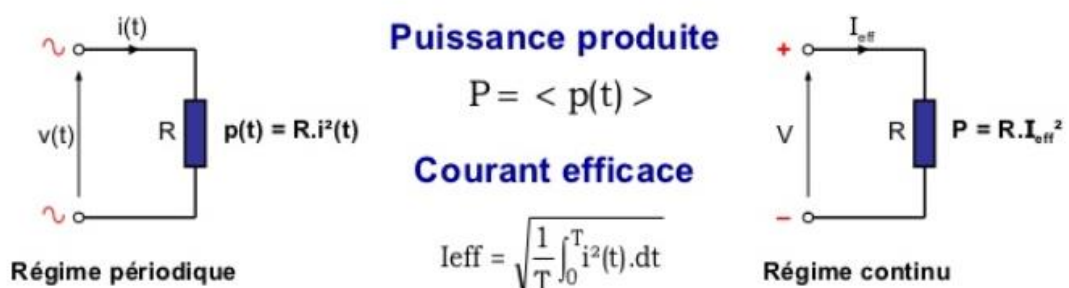 i(t)
v(t)
R
p(t) = R.i²(t)
Régime périodique
Puissance produite
P = < p(t) >
Courant efficace
Ieff = √(1/T ∫₀ᵀ i²(t).dt)
I_eff
+
V
R
P = R.I_eff²
−
Régime continu